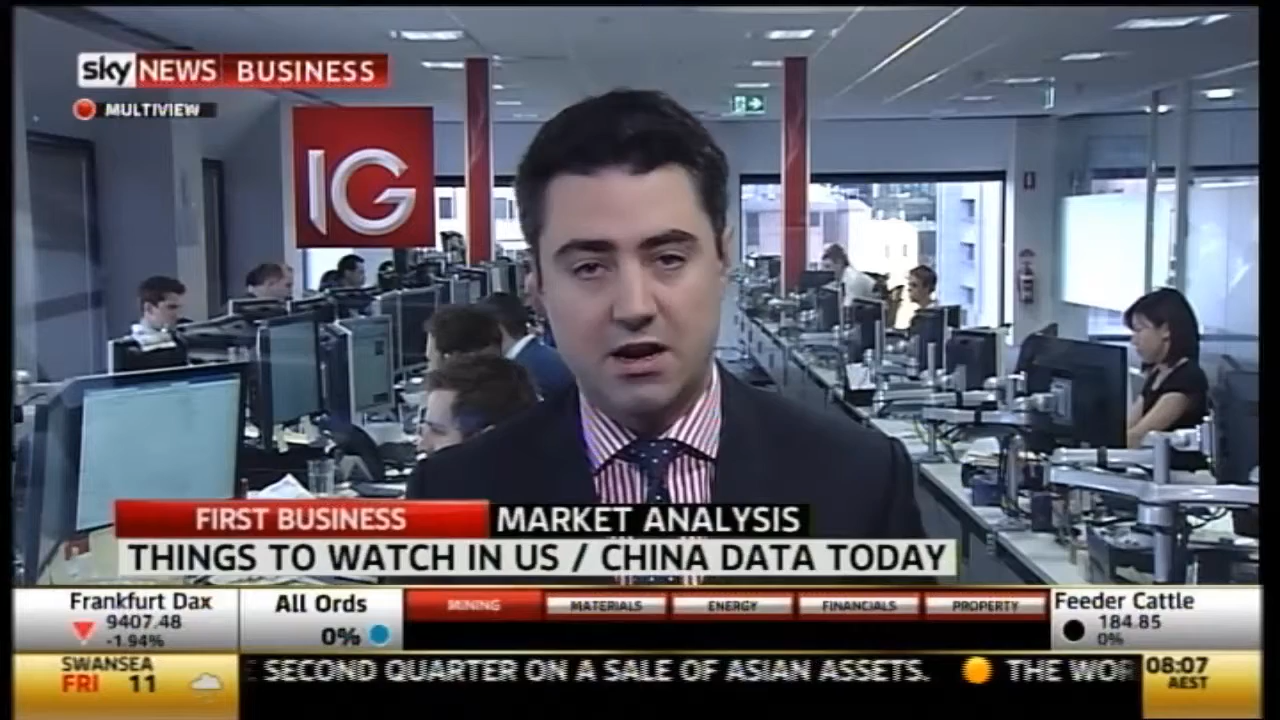 sky NEWS BUSINESS
MULTIVIEW
IG
FIRST BUSINESS
MARKET ANALYSIS
THINGS TO WATCH IN US / CHINA DATA TODAY
Frankfurt Dax
9407.48
-1.94%
All Ords
0%
MINING
MATERIALS
ENERGY
FINANCIALS
PROPERTY
Feeder Cattle
184.85
0%
SWANSEA
FRI 11
SECOND QUARTER ON A SALE OF ASIAN ASSETS.
THE WOR
08:07
AEST